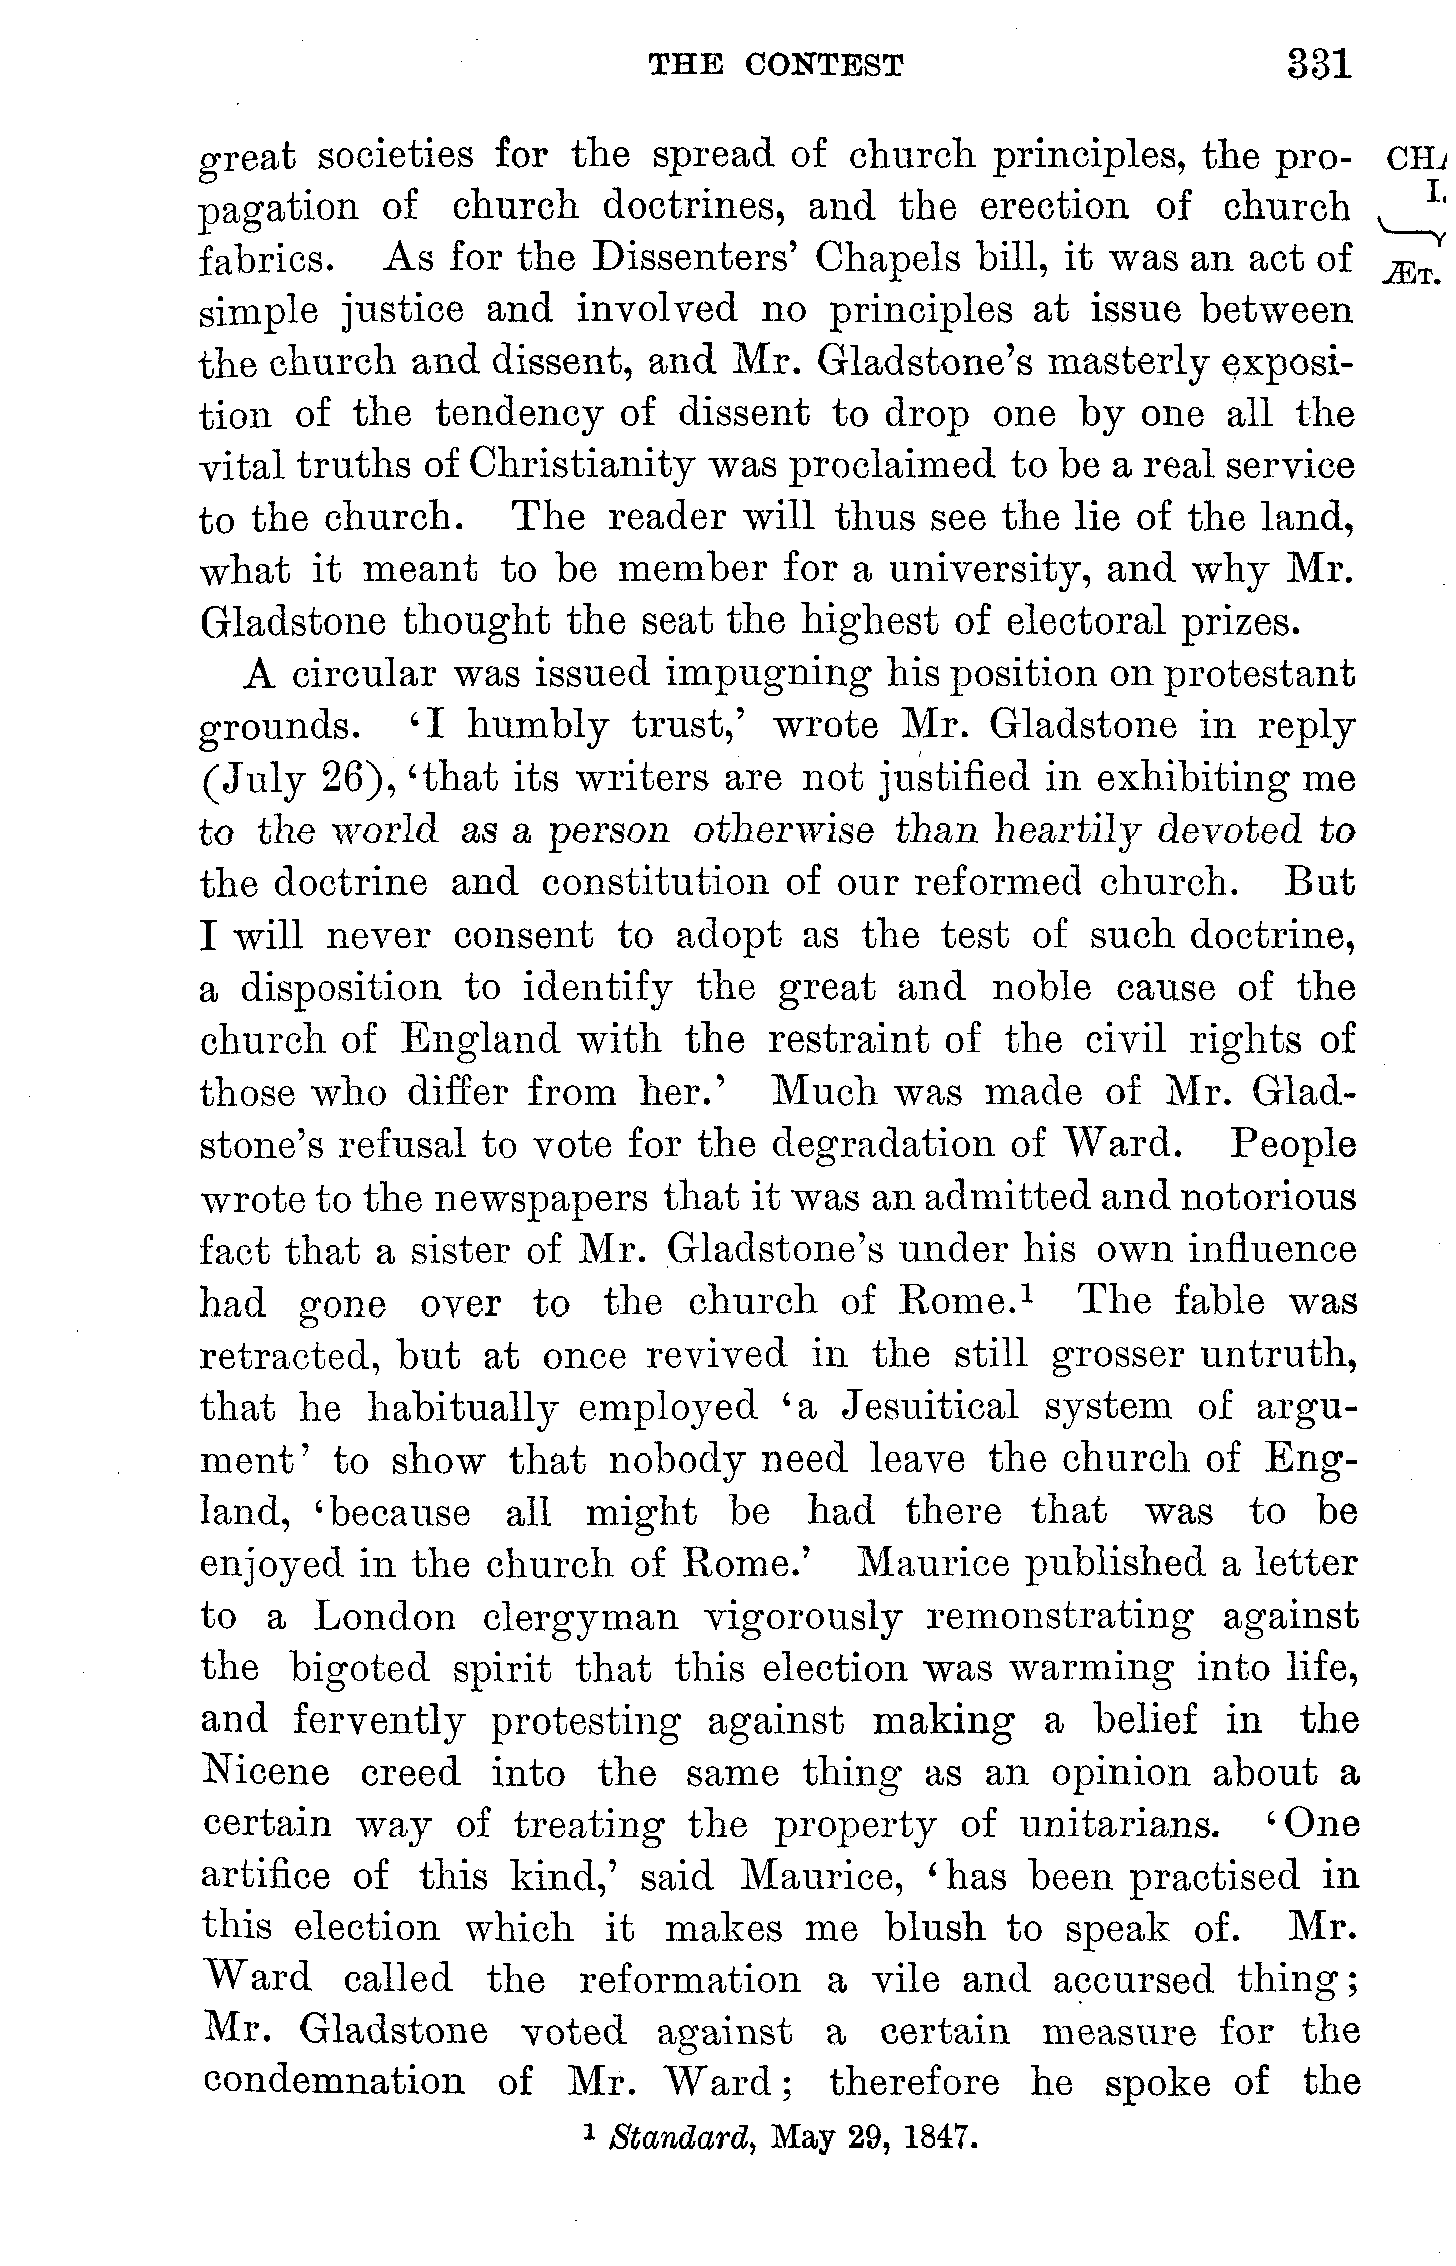 THE CONTEST 331
great societies for the spread of church principles, the pro-
pagation of church doctrines, and the erection of church
fabrics. As for the Dissenters' Chapels bill, it was an act of
simple justice and involved no principles at issue between
the church and dissent, and Mr. Gladstone's masterly exposi-
tion of the tendency of dissent to drop one by one all the
vital truths of Christianity was proclaimed to be a real service
to the church. The reader will thus see the lie of the land,
what it meant to be member for a university, and why Mr.
Gladstone thought the seat the highest of electoral prizes.
A circular was issued impugning his position on protestant
grounds. 'I humbly trust,' wrote Mr. Gladstone in reply
(July 26), 'that its writers are not justified in exhibiting me
to the world as a person otherwise than heartily devoted to
the doctrine and constitution of our reformed church. But
I will never consent to adopt as the test of such doctrine,
a disposition to identify the great and noble cause of the
church of England with the restraint of the civil rights of
those who differ from her.' Much was made of Mr. Glad-
stone's refusal to vote for the degradation of Ward. People
wrote to the newspapers that it was an admitted and notorious
fact that a sister of Mr. Gladstone's under his own influence
had gone over to the church of Rome.¹ The fable was
retracted, but at once revived in the still grosser untruth,
that he habitually employed 'a Jesuitical system of argu-
ment' to show that nobody need leave the church of Eng-
land, 'because all might be had there that was to be
enjoyed in the church of Rome.' Maurice published a letter
to a London clergyman vigorously remonstrating against
the bigoted spirit that this election was warming into life,
and fervently protesting against making a belief in the
Nicene creed into the same thing as an opinion about a
certain way of treating the property of unitarians. 'One
artifice of this kind,' said Maurice, 'has been practised in
this election which it makes me blush to speak of. Mr.
Ward called the reformation a vile and accursed thing;
Mr. Gladstone voted against a certain measure for the
condemnation of Mr. Ward; therefore he spoke of the
¹ Standard, May 29, 1847.
I.
ÆT.